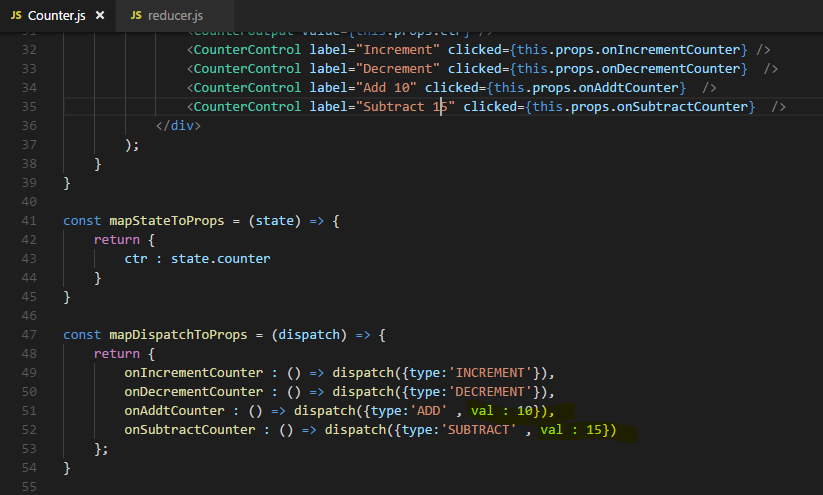 JS Counter.js × JS reducer.js
31 <CounterOutput value={this.props.ctr} />
32 <CounterControl label="Increment" clicked={this.props.onIncrementCounter} />
33 <CounterControl label="Decrement" clicked={this.props.onDecrementCounter}  />
34 <CounterControl label="Add 10" clicked={this.props.onAddtCounter}  />
35 <CounterControl label="Subtract 15" clicked={this.props.onSubtractCounter}  />
36 </div>
37 );
38 }
39 }
40
41 const mapStateToProps = (state) => {
42 return {
43 ctr : state.counter
44 }
45 }
46
47 const mapDispatchToProps = (dispatch) => {
48 return {
49 onIncrementCounter : () => dispatch({type:'INCREMENT'}),
50 onDecrementCounter : () => dispatch({type:'DECREMENT'}),
51 onAddtCounter : () => dispatch({type:'ADD' , val : 10}),
52 onSubtractCounter : () => dispatch({type:'SUBTRACT' , val : 15})
53 };
54 }
55